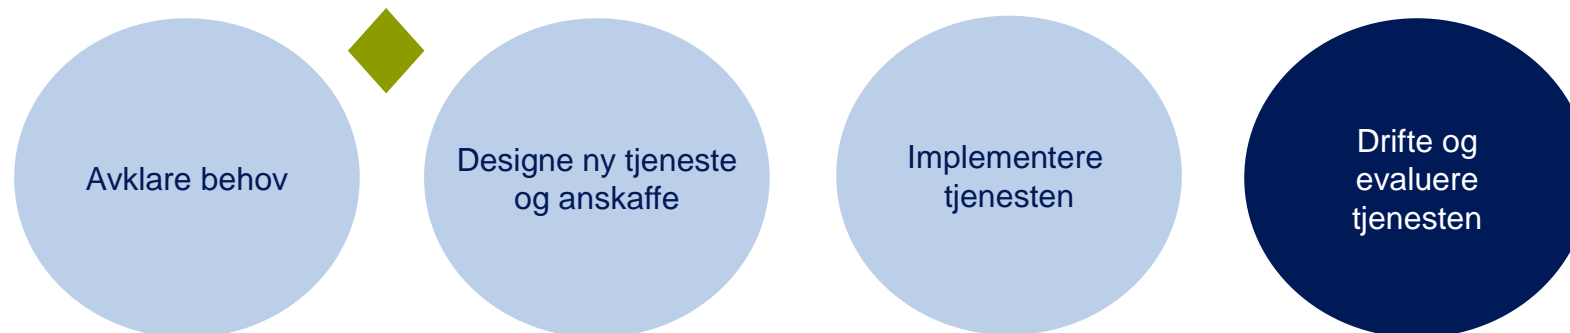 Avklare behov
Designe ny tjeneste
og anskaffe
Implementere
tjenesten
Drifte og
evaluere
tjenesten